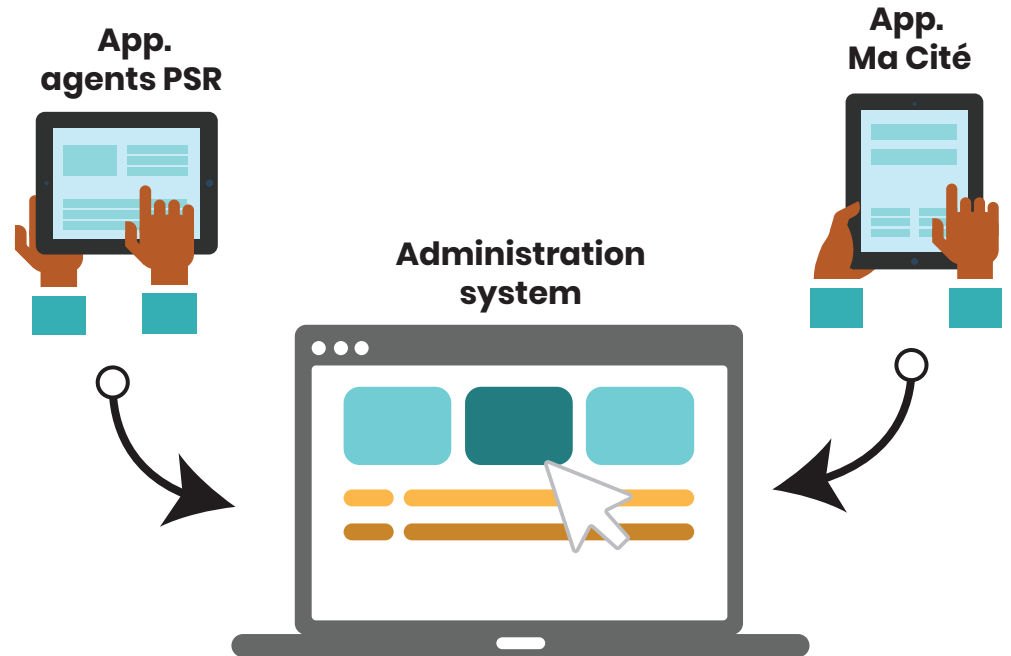 App.
agents PSR
App.
Ma Cité
Administration
system